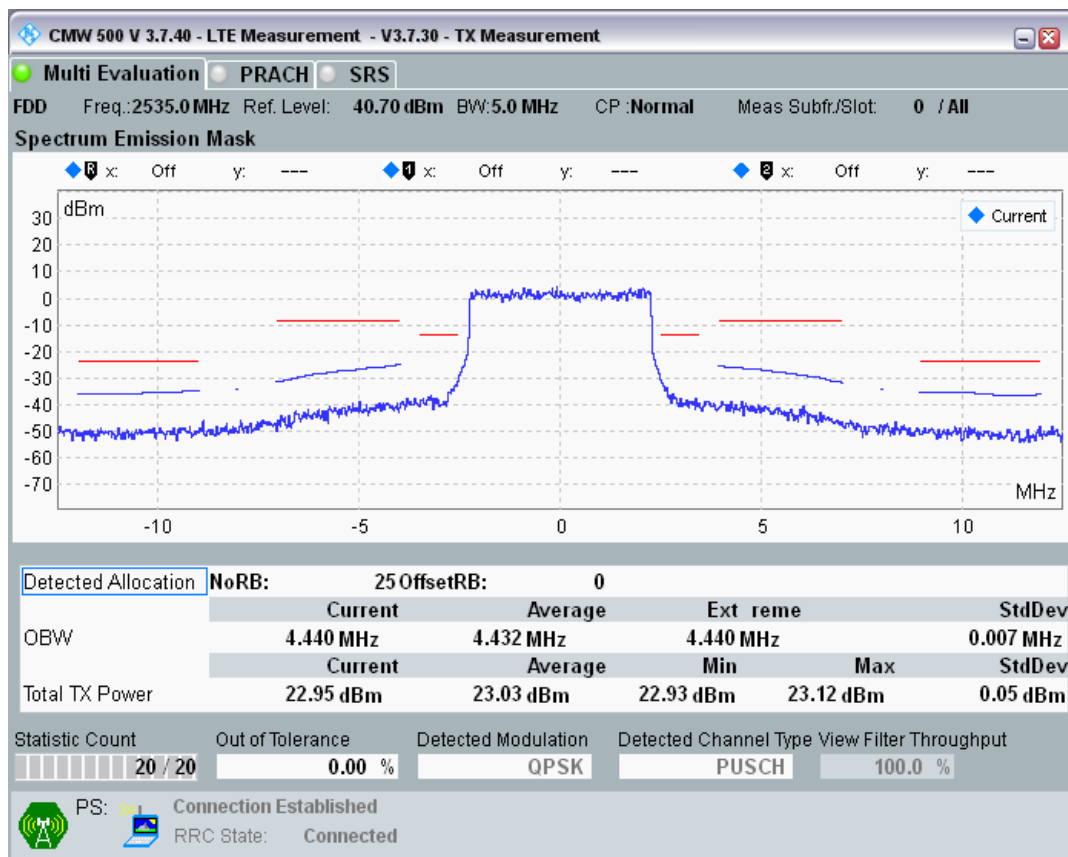 CMW 500 V 3.7.40 - LTE Measurement - V3.7.30 - TX Measurement
Multi Evaluation PRACH SRS
FDD Freq.:2535.0 MHz Ref. Level: 40.70 dBm BW:5.0 MHz CP :Normal Meas Subfr./Slot: 0 / All
Spectrum Emission Mask
R x: Off y: --- 1 x: Off y: --- 2 x: Off y: ---
dBm
Current
30
20
10
0
-10
-20
-30
-40
-50
-60
-70
MHz
-10 -5 0 5 10
Detected Allocation NoRB: 25 OffsetRB: 0
Current Average Ext reme StdDev
OBW 4.440 MHz 4.432 MHz 4.440 MHz 0.007 MHz
Current Average Min Max StdDev
Total TX Power 22.95 dBm 23.03 dBm 22.93 dBm 23.12 dBm 0.05 dBm
Statistic Count Out of Tolerance Detected Modulation Detected Channel Type View Filter Throughput
20 / 20 0.00 % QPSK PUSCH 100.0 %
PS: Connection Established
RRC State: Connected